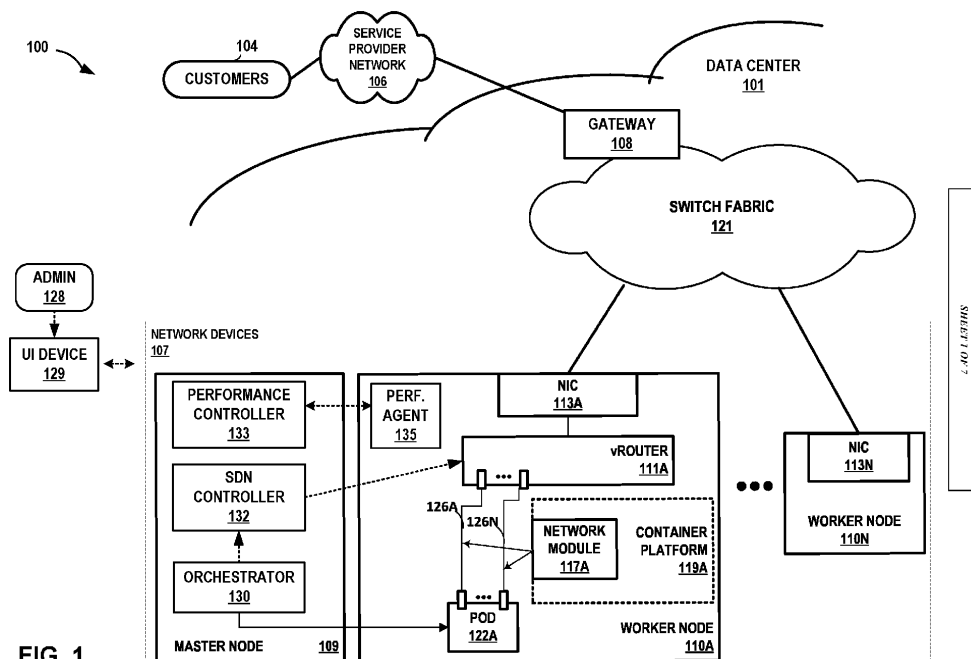 100
104
CUSTOMERS
SERVICE
PROVIDER
NETWORK
106
DATA CENTER
101
GATEWAY
108
SWITCH FABRIC
121
SHEET 1 OF 7
ADMIN
128
UI DEVICE
129
NETWORK DEVICES
107
PERFORMANCE
CONTROLLER
133
SDN
CONTROLLER
132
ORCHESTRATOR
130
MASTER NODE
109
PERF.
AGENT
135
NIC
113A
vROUTER
111A
•••
126A
126N
NETWORK
MODULE
117A
CONTAINER
PLATFORM
119A
•••
POD
122A
WORKER NODE
110A
•••
NIC
113N
WORKER NODE
110N
FIG. 1